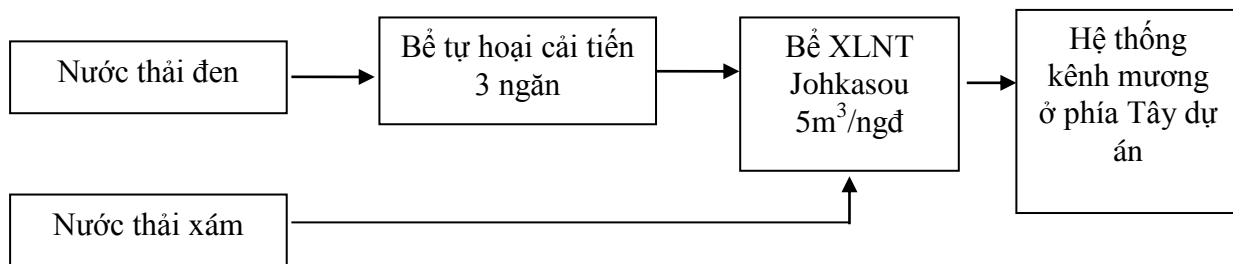 Nước thải đen
Bể tự hoại cải tiến
3 ngăn
Bể XLNT
Johkasou
5m³/ngđ
Hệ thống
kênh mương
ở phía Tây dự
án
Nước thải xám